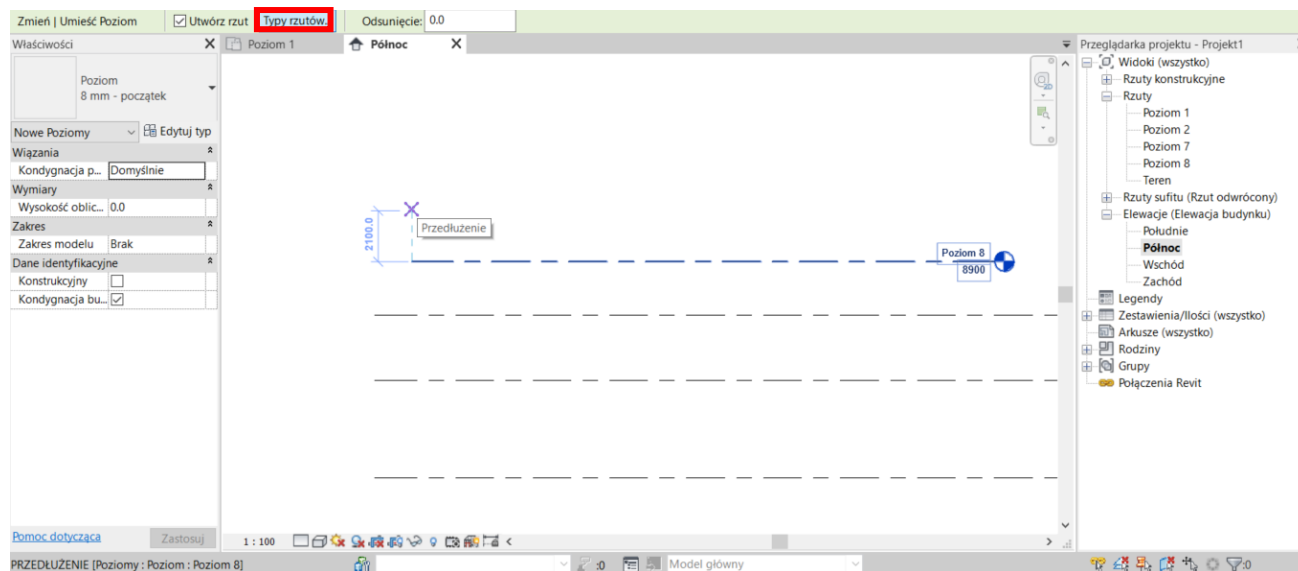 Zmień | Umieść Poziom Utwórz rzut Typy rzutów. Odsunięcie: 0.0
Właściwości
Poziom
8 mm - początek
Nowe Poziomy Edytuj typ
Wiązania
Kondygnacja p... Domyślnie
Wymiary
Wysokość oblic... 0.0
Zakres
Zakres modelu Brak
Dane identyfikacyjne
Konstrukcyjny
Kondygnacja bu...
Pomoc dotycząca Zastosuj
Poziom 1 Północ
2100.0
Przedłużenie
Poziom 8
8900
1 : 100
Przeglądarka projektu - Projekt1
Widoki (wszystko)
Rzuty konstrukcyjne
Rzuty
Poziom 1
Poziom 2
Poziom 7
Poziom 8
Teren
Rzuty sufitu (Rzut odwrócony)
Elewacje (Elewacja budynku)
Południe
Północ
Wschód
Zachód
Legendy
Zestawienia/Ilości (wszystko)
Arkusze (wszystko)
Rodziny
Grupy
Połączenia Revit
PRZEDŁUŻENIE [Poziomy : Poziom : Poziom 8] :0 Model główny :0